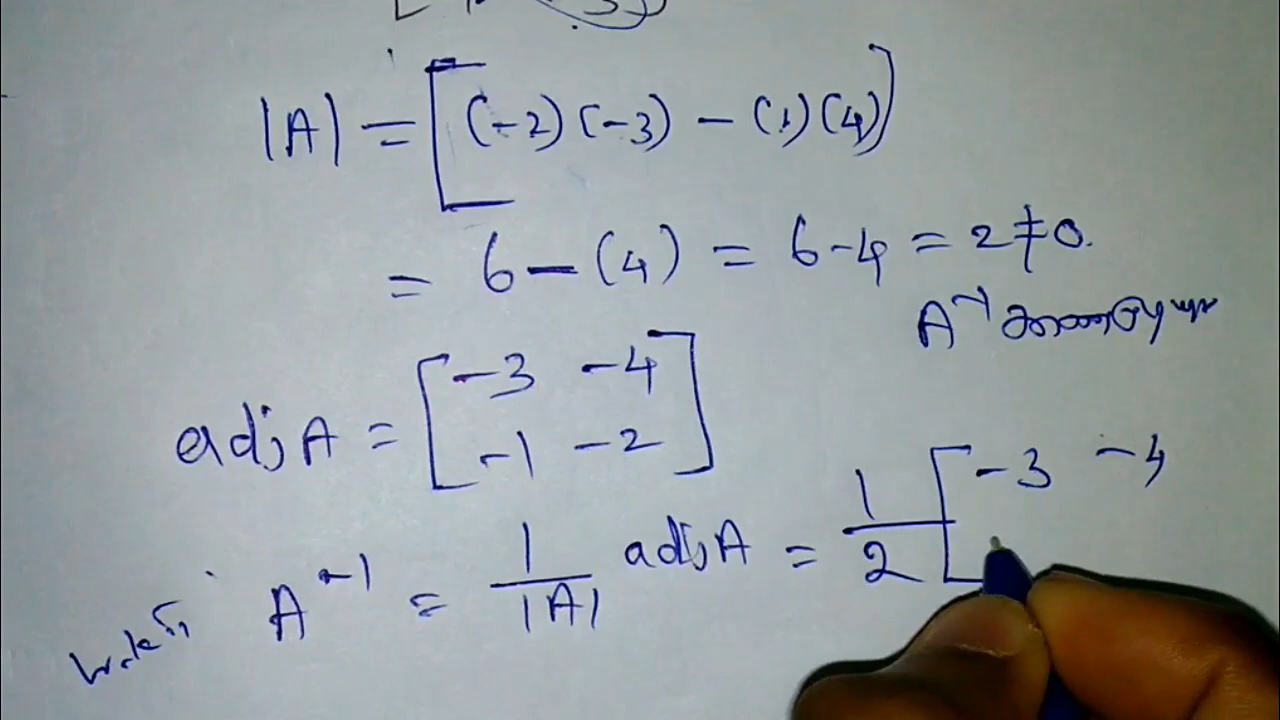 |A| = [(-2)(-3) - (1)(4)]
= 6 - (4) = 6 - 4 = 2 ≠ 0.
A⁻¹
adj A = [-3 -4
-1 -2]
A⁻¹ = 1/|A| adj A = 1/2 [-3 -4